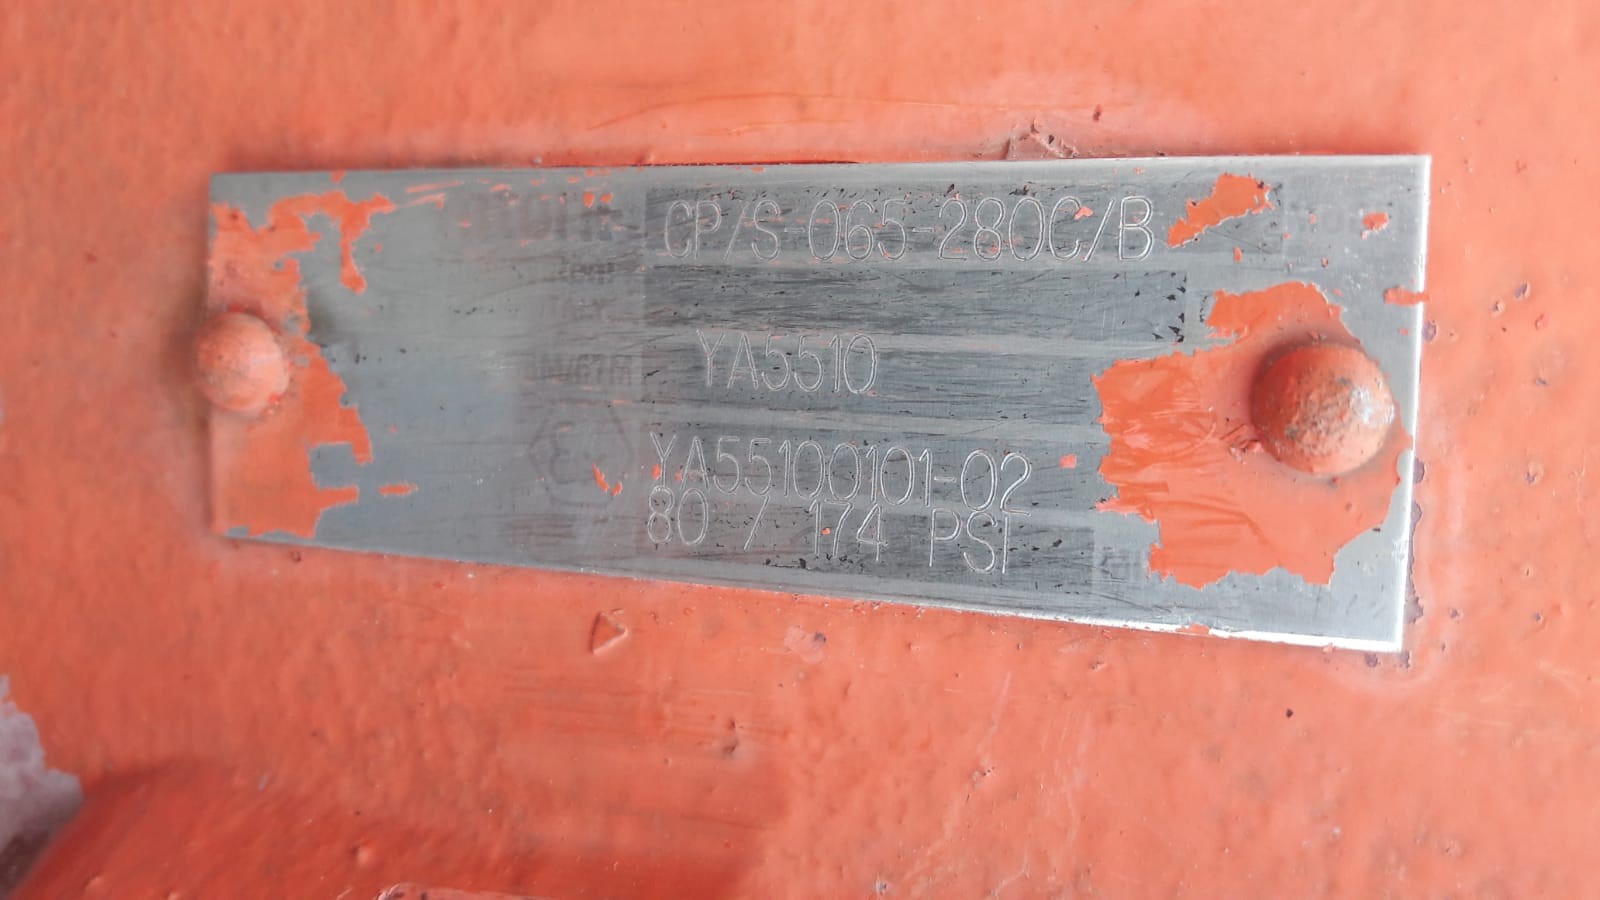 CP/S-065-280C/B
YA5510
YA55100101-02
80 / 174 PSI